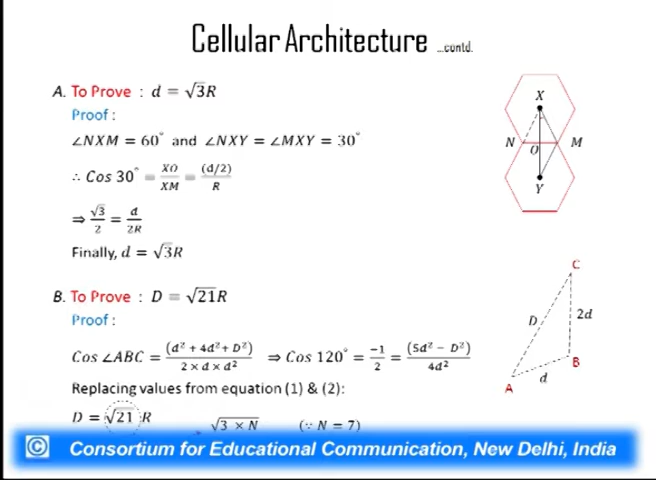 Cellular Architecture ...contd.
A. To Prove : d = √3R
Proof :
∠NXM = 60° and ∠NXY = ∠MXY = 30°
∴ Cos 30° = XO/XM = (d/2)/R
⇒ √3/2 = d/2R
Finally, d = √3R
B. To Prove : D = √21R
Proof :
Cos ∠ABC = (d² + 4d² + D²)/(2 × d × d²) ⇒ Cos 120° = -1/2 = (5d² − D²)/4d²
Replacing values from equation (1) & (2):
D = √21 R
√3 × N (∵ N = 7)
X
N O M
Y
C
D 2d
B
A d
© Consortium for Educational Communication, New Delhi, India